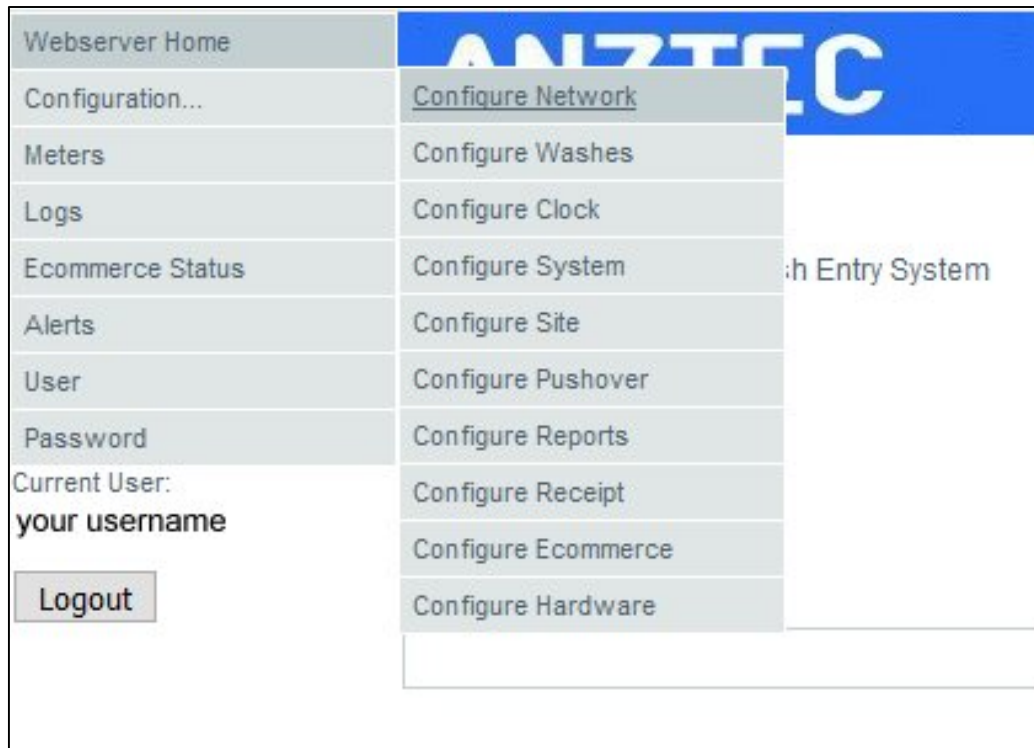 Webserver Home
Configuration...
Meters
Logs
Ecommerce Status
Alerts
User
Password
Current User:
your username
Logout
ANZTEC
Configure Network
Configure Washes
Configure Clock
Configure System
Configure Site
Configure Pushover
Configure Reports
Configure Receipt
Configure Ecommerce
Configure Hardware
Entry System